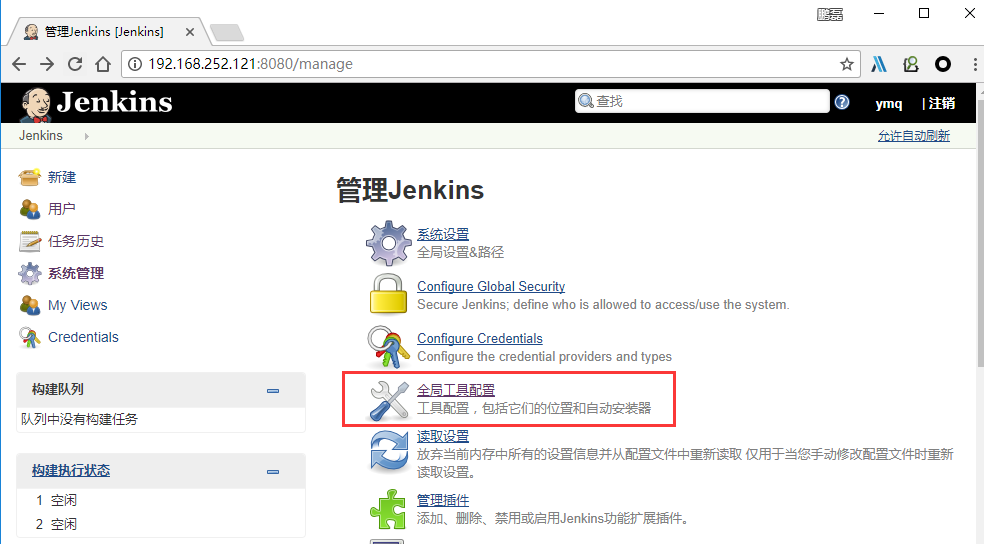 鹏磊
管理Jenkins [Jenkins]
192.168.252.121:8080/manage
Jenkins
查找
ymq
| 注销
Jenkins
允许自动刷新
新建
用户
任务历史
系统管理
My Views
Credentials
构建队列
队列中没有构建任务
构建执行状态
1 空闲
2 空闲
管理Jenkins
系统设置
全局设置&路径
Configure Global Security
Secure Jenkins; define who is allowed to access/use the system.
Configure Credentials
Configure the credential providers and types
全局工具配置
工具配置，包括它们的位置和自动安装器
读取设置
放弃当前内存中所有的设置信息并从配置文件中重新读取 仅用于当您手动修改配置文件时重新
读取设置。
管理插件
添加、删除、禁用或启用Jenkins功能扩展插件。